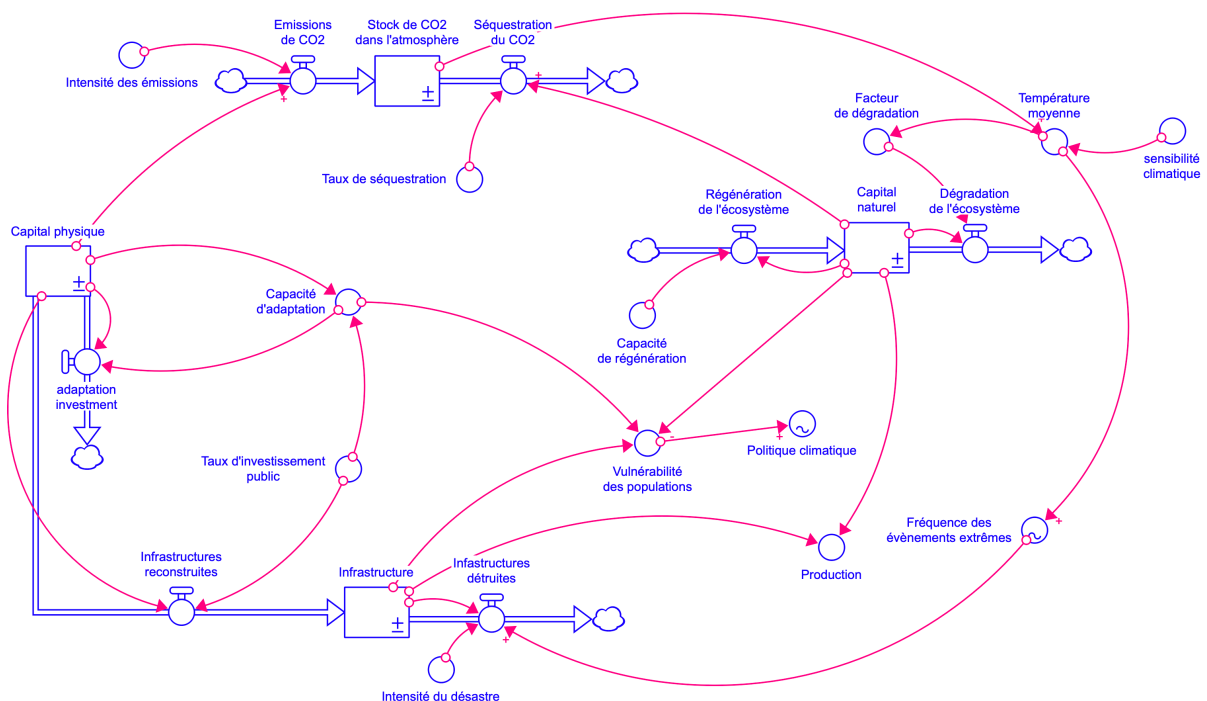 Emissions
de CO2
Stock de CO2
dans l'atmosphère
Séquestration
du CO2
Intensité des émissions
+
±
+
Facteur
de dégradation
Température
moyenne
+
sensibilité
climatique
Taux de séquestration
Régénération
de l'écosystème
Capital
naturel
Dégradation
de l'écosystème
Capital physique
±
±
Capacité
d'adaptation
Capacité
de régénération
adaptation
investment
Taux d'investissement
public
-
+
Politique climatique
Vulnérabilité
des populations
Fréquence des
évènements extrêmes
+
Infrastructures
reconstruites
Infrastructure
Infastructures
détruites
Production
±
+
Intensité du désastre